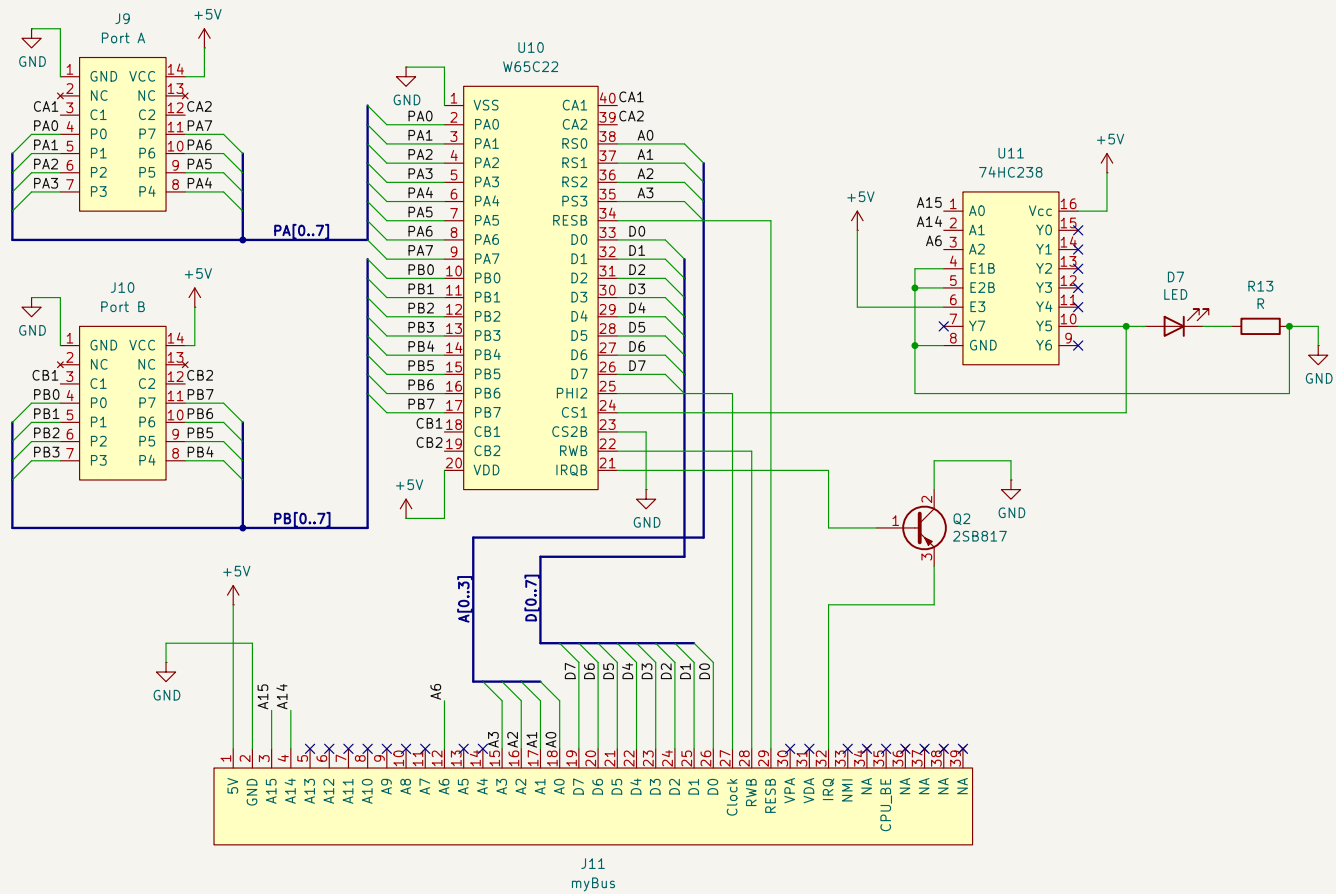 J9
Port A
+5V
GND
1 GND VCC 14
2 NC NC 13
CA1 3 C1 C2 12 CA2
PA0 4 P0 P7 11 PA7
PA1 5 P1 P6 10 PA6
PA2 6 P2 P5 9 PA5
PA3 7 P3 P4 8 PA4
PA[0..7]
J10
Port B
+5V
GND
1 GND VCC 14
2 NC NC 13
CB1 3 C1 C2 12 CB2
PB0 4 P0 P7 11 PB7
PB1 5 P1 P6 10 PB6
PB2 6 P2 P5 9 PB5
PB3 7 P3 P4 8 PB4
PB[0..7]
U10
W65C22
GND
1 VSS CA1 40 CA1
PA0 2 PA0 CA2 39 CA2
PA1 3 PA1 RS0 38 A0
PA2 4 PA2 RS1 37 A1
PA3 5 PA3 RS2 36 A2
PA4 6 PA4 PS3 35 A3
PA5 7 PA5 RESB 34
PA6 8 PA6 D0 33 D0
PA7 9 PA7 D1 32 D1
PB0 10 PB0 D2 31 D2
PB1 11 PB1 D3 30 D3
PB2 12 PB2 D4 29 D4
PB3 13 PB3 D5 28 D5
PB4 14 PB4 D6 27 D6
PB5 15 PB5 D7 26 D7
PB6 16 PB6 PHI2 25
PB7 17 PB7 CS1 24
CB1 18 CB1 CS2B 23
CB2 19 CB2 RWB 22
20 VDD IRQB 21
+5V
GND
U11
74HC238
+5V
+5V
A15 1 A0 Vcc 16
A14 2 A1 Y0 15
A6 3 A2 Y1 14
4 E1B Y2 13
5 E2B Y3 12
6 E3 Y4 11
7 Y7 Y5 10
8 GND Y6 9
D7
LED
R13
R
GND
GND
1
2
3
Q2
2SB817
A[0..3]
D[0..7]
+5V
GND
A15
A14
A6
A3
A2
A1
A0
D7
D6
D5
D4
D3
D2
D1
D0
1 5V
2 GND
3 A15
4 A14
5 A13
6 A12
7 A11
8 A10
9 A9
10 A8
11 A7
12 A6
13 A5
14 A4
15 A3
16 A2
17 A1
18 A0
19 D7
20 D6
21 D5
22 D4
23 D3
24 D2
25 D1
26 D0
27 Clock
28 RWB
29 RESB
30 VPA
31 VDA
32 IRQ
33 NMI
34 NA
35 CPU_BE
36 NA
37 NA
38 NA
39 NA
J11
myBus